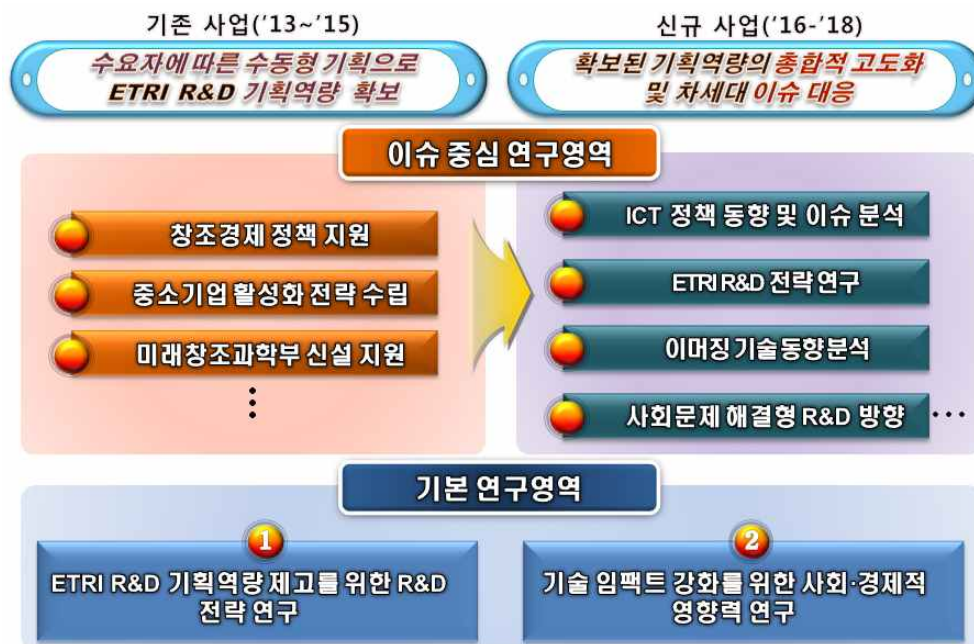 기존 사업('13~'15)
신규 사업('16-'18)
수요자에 따른 수동형 기획으로
ETRI R&D 기획역량 확보
확보된 기획역량의 종합적 고도화
및 차세대 이슈 대응
이슈 중심 연구영역
창조경제 정책 지원
중소기업 활성화 전략 수립
미래창조과학부 신설 지원
⋮
ICT 정책 동향 및 이슈 분석
ETRI R&D 전략 연구
이머징 기술동향분석
사회문제 해결형 R&D 방향 …
기본 연구영역
1
ETRI R&D 기획역량 제고를 위한 R&D
전략 연구
2
기술 임팩트 강화를 위한 사회·경제적
영향력 연구